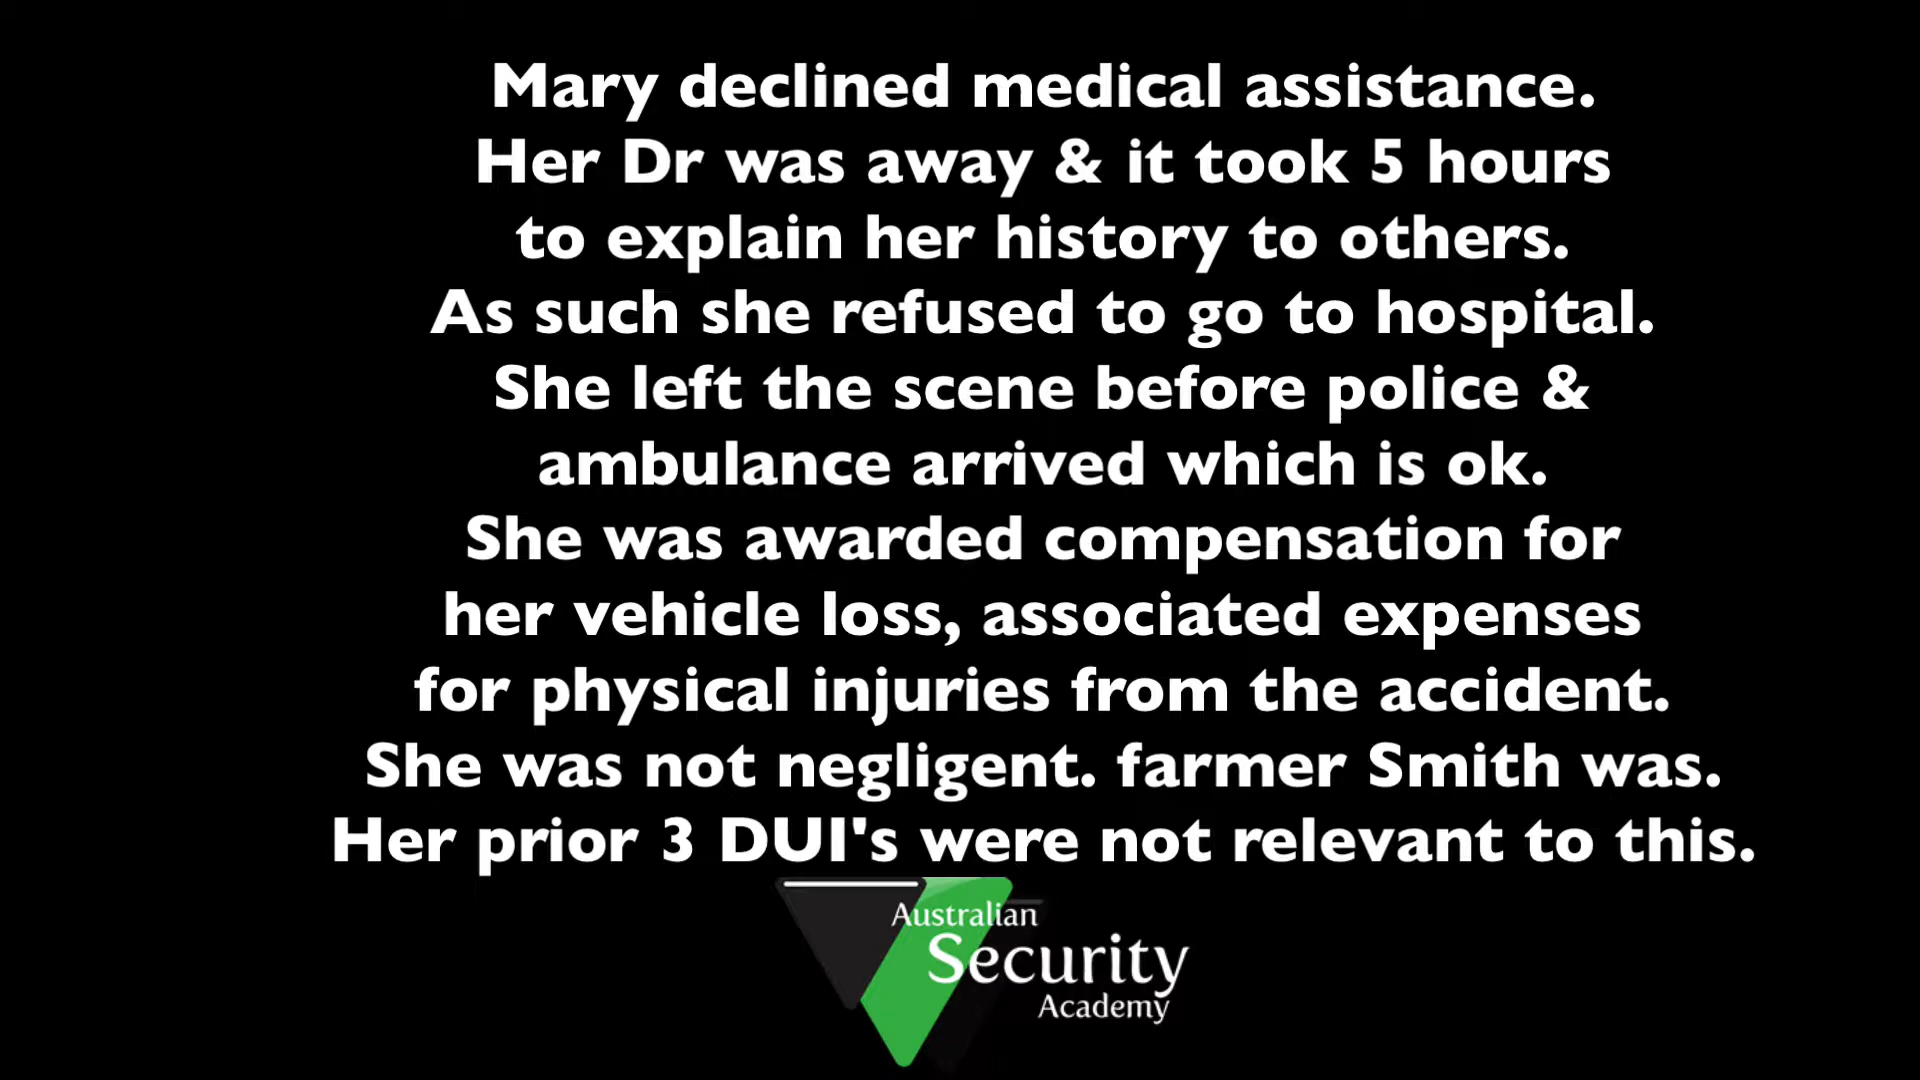 Mary declined medical assistance.
Her Dr was away & it took 5 hours
to explain her history to others.
As such she refused to go to hospital.
She left the scene before police &
ambulance arrived which is ok.
She was awarded compensation for
her vehicle loss, associated expenses
for physical injuries from the accident.
She was not negligent. farmer Smith was.
Her prior 3 DUI's were not relevant to this.
Australian
Security
Academy